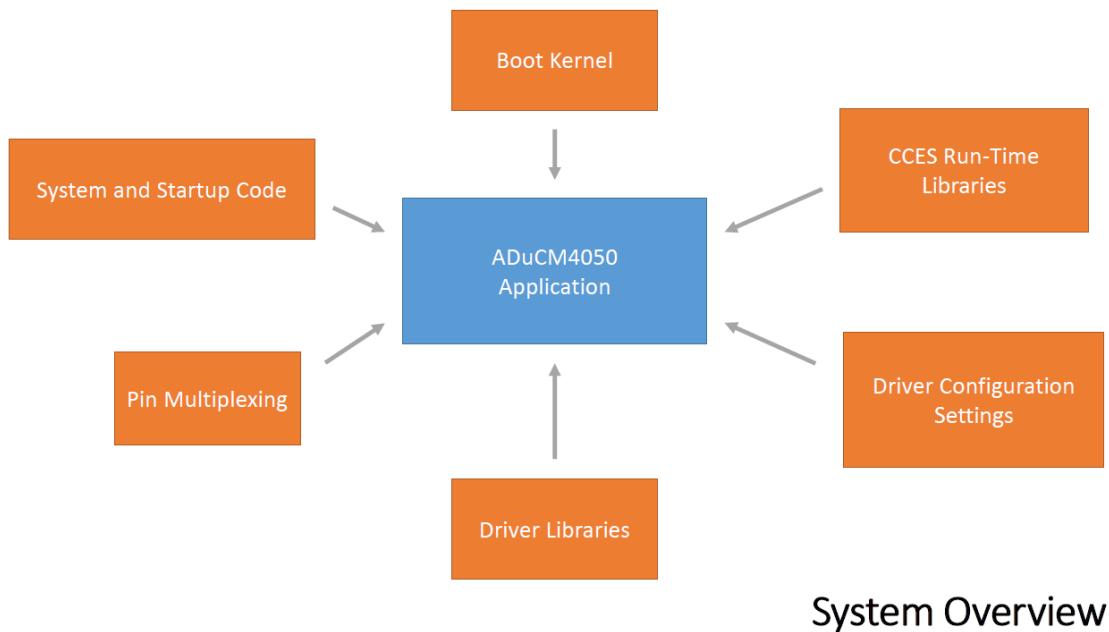 Boot Kernel
System and Startup Code
CCES Run-Time
Libraries
ADuCM4050
Application
Pin Multiplexing
Driver Configuration
Settings
Driver Libraries
System Overview